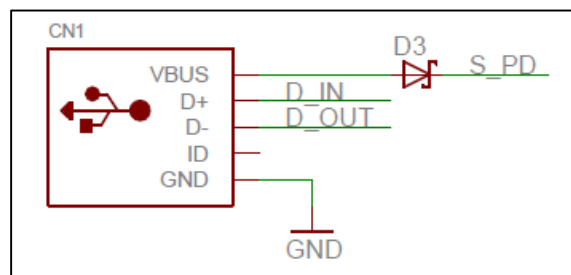 CN1
VBUS
D3
S_PD
D+
D_IN
D-
D_OUT
ID
GND
GND